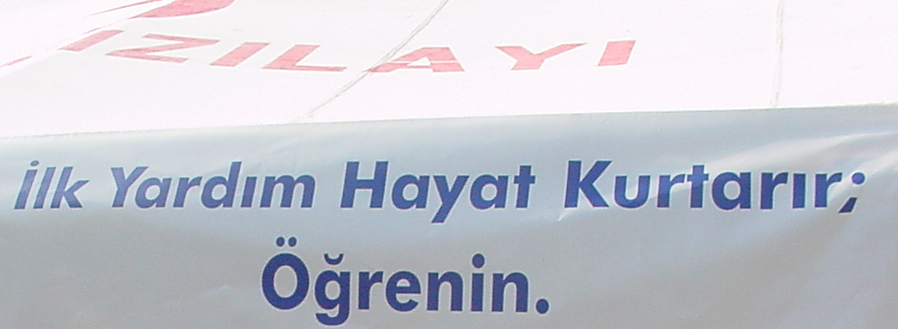 IZILAYI
İlk Yardım Hayat Kurtarır;
Öğrenin.